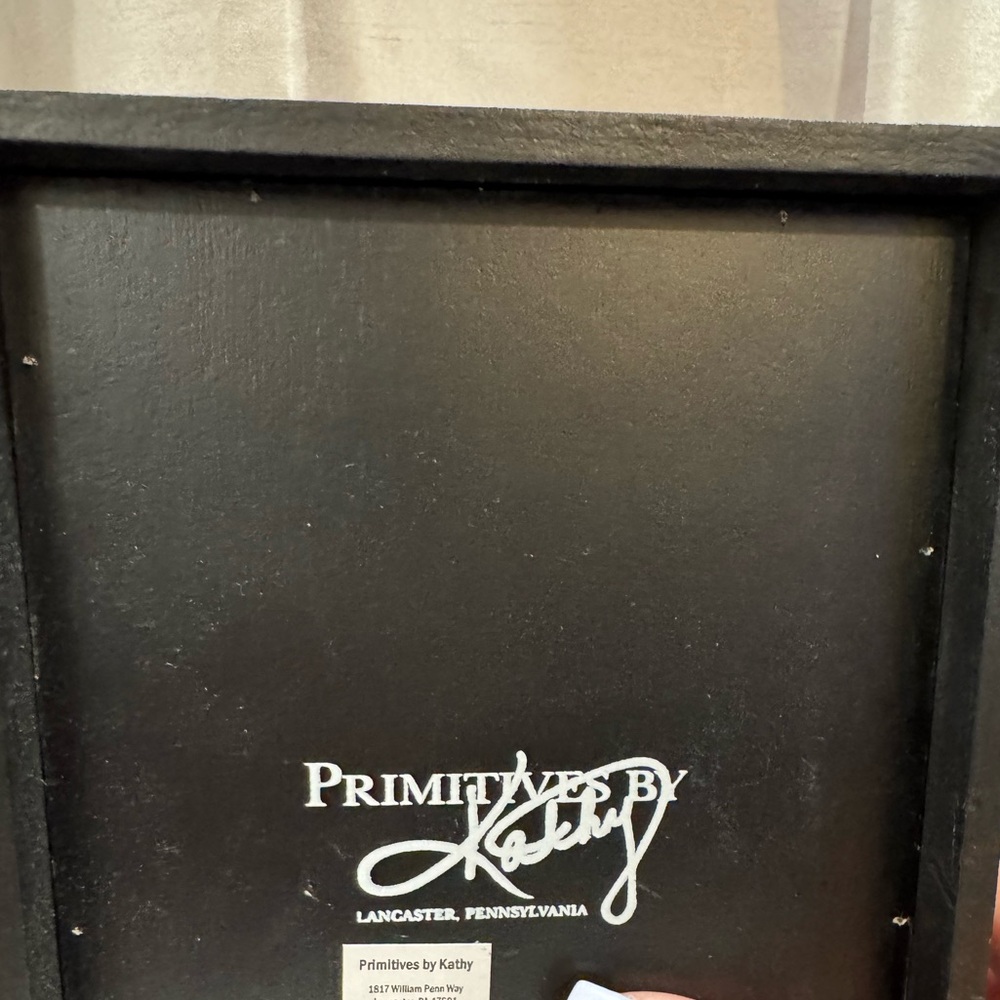 PRIMITIVES BY
Kathy
LANCASTER, PENNSYLVANIA
Primitives by Kathy
1817 William Penn Way